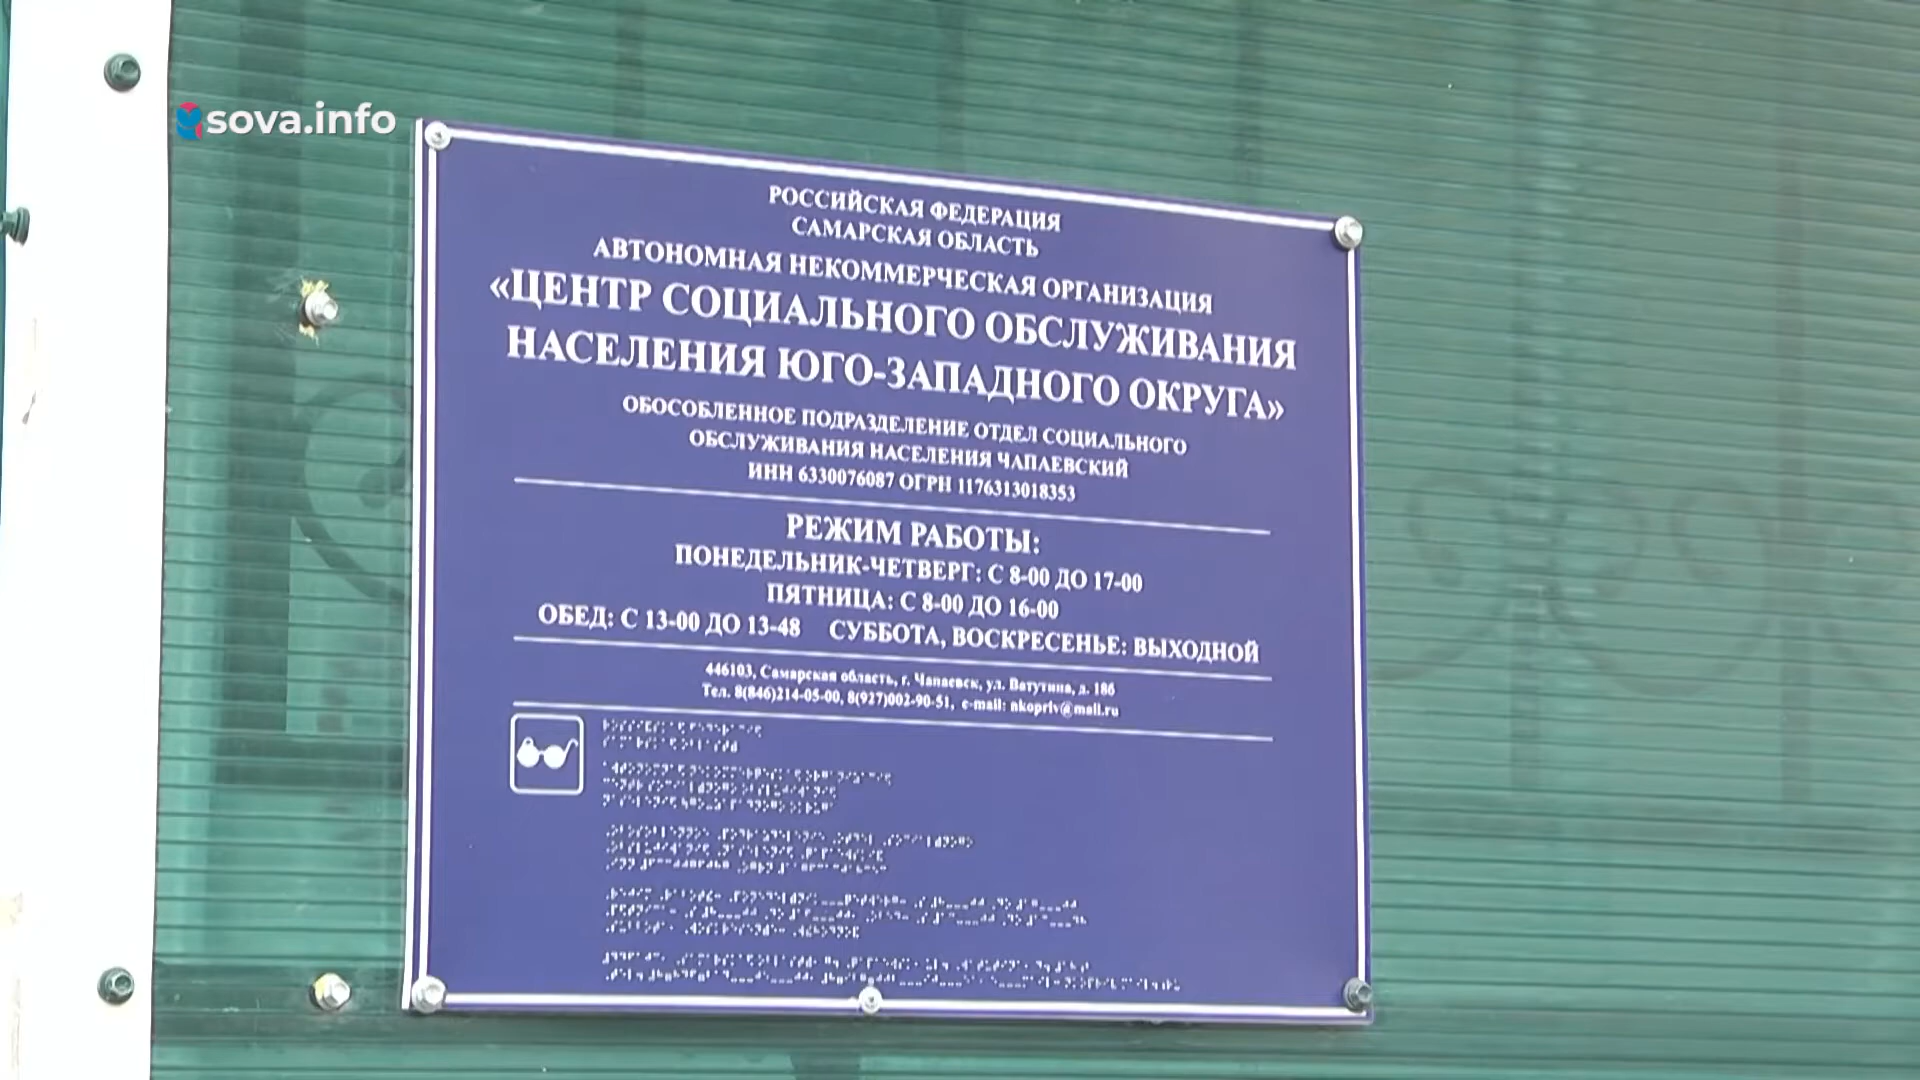 sova.info
РОССИЙСКАЯ ФЕДЕРАЦИЯ
САМАРСКАЯ ОБЛАСТЬ
АВТОНОМНАЯ НЕКОММЕРЧЕСКАЯ ОРГАНИЗАЦИЯ
«ЦЕНТР СОЦИАЛЬНОГО ОБСЛУЖИВАНИЯ
НАСЕЛЕНИЯ ЮГО-ЗАПАДНОГО ОКРУГА»
ОБОСОБЛЕННОЕ ПОДРАЗДЕЛЕНИЕ ОТДЕЛ СОЦИАЛЬНОГО
ОБСЛУЖИВАНИЯ НАСЕЛЕНИЯ ЧАПАЕВСКИЙ
ИНН 6330076087 ОГРН 1176313018353
РЕЖИМ РАБОТЫ:
ПОНЕДЕЛЬНИК-ЧЕТВЕРГ: С 8-00 ДО 17-00
ПЯТНИЦА: С 8-00 ДО 16-00
ОБЕД: С 13-00 ДО 13-48 СУББОТА, ВОСКРЕСЕНЬЕ: ВЫХОДНОЙ
446103, Самарская область, г. Чапаевск, ул. Ватутина, д. 18б
Тел. 8(846)214-05-00, 8(927)002-90-51, e-mail: nkopriv@mail.ru